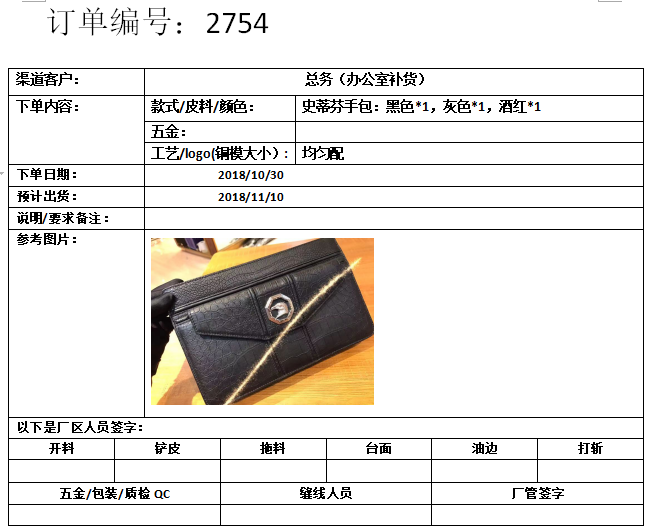 订单编号：2754
渠道客户： 总务（办公室补货）
下单内容： 款式/皮料/颜色： 史蒂芬手包：黑色*1，灰色*1，酒红*1
五金：
工艺/logo(铜模大小）： 均匀配
下单日期： 2018/10/30
预计出货： 2018/11/10
说明/要求备注：
参考图片：
以下是厂区人员签字：
开料 铲皮 拖料 台面 油边 打斩
五金/包装/质检 QC 缝线人员 厂管签字